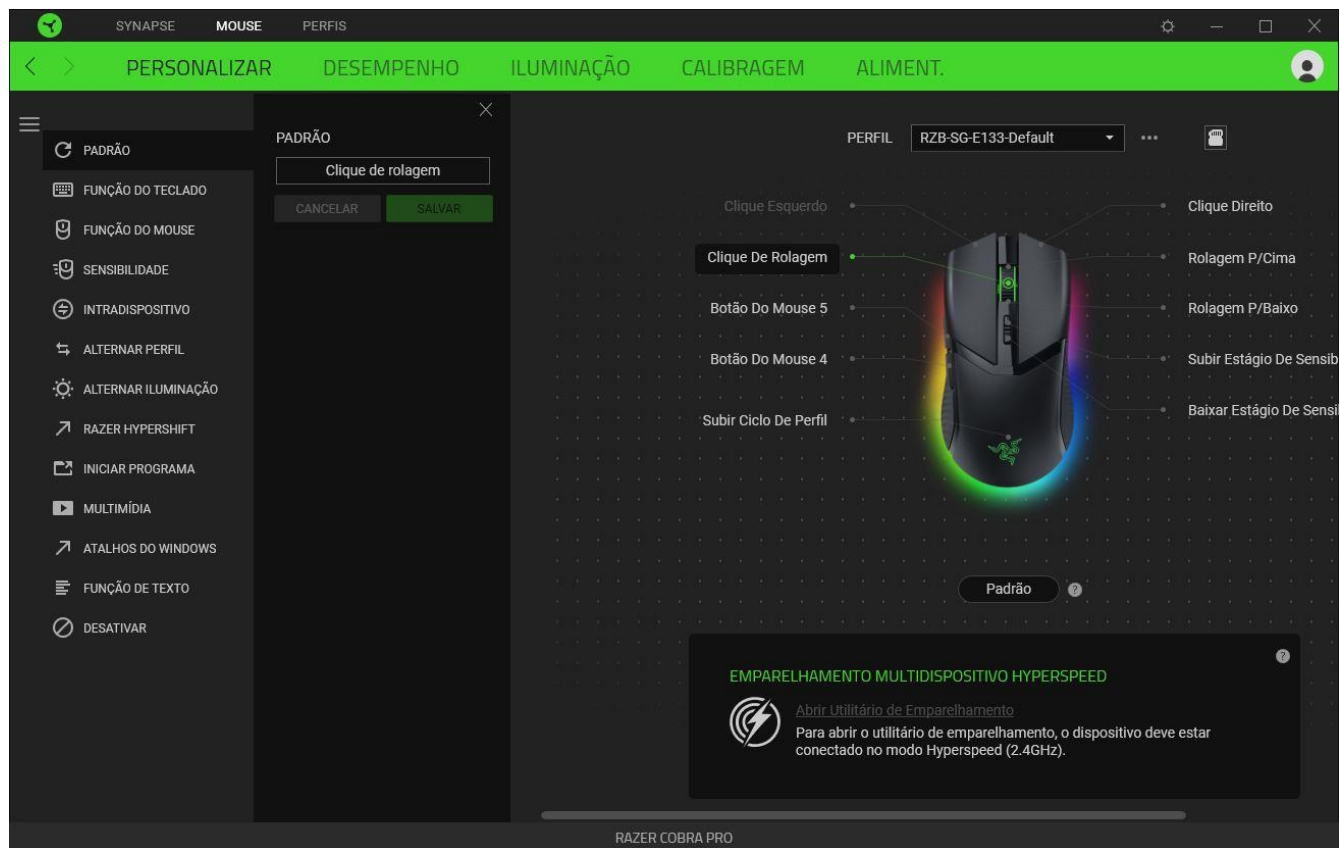 SYNAPSE MOUSE PERFIS
PERSONALIZAR DESEMPENHO ILUMINAÇÃO CALIBRAGEM ALIMENT.
PADRÃO
FUNÇÃO DO TECLADO
FUNÇÃO DO MOUSE
SENSIBILIDADE
INTRADISPOSITIVO
ALTERNAR PERFIL
ALTERNAR ILUMINAÇÃO
RAZER HYPERSHIFT
INICIAR PROGRAMA
MULTIMÍDIA
ATALHOS DO WINDOWS
FUNÇÃO DE TEXTO
DESATIVAR
PADRÃO
Clique de rolagem
CANCELAR SALVAR
PERFIL RZB-SG-E133-Default
Clique Esquerdo
Clique De Rolagem
Botão Do Mouse 5
Botão Do Mouse 4
Subir Ciclo De Perfil
Clique Direito
Rolagem P/Cima
Rolagem P/Baixo
Subir Estágio De Sensib
Baixar Estágio De Sensi
Padrão ?
?
EMPARELHAMENTO MULTIDISPOSITIVO HYPERSPEED
Abrir Utilitário de Emparelhamento
Para abrir o utilitário de emparelhamento, o dispositivo deve estar
conectado no modo Hyperspeed (2.4GHz).
RAZER COBRA PRO